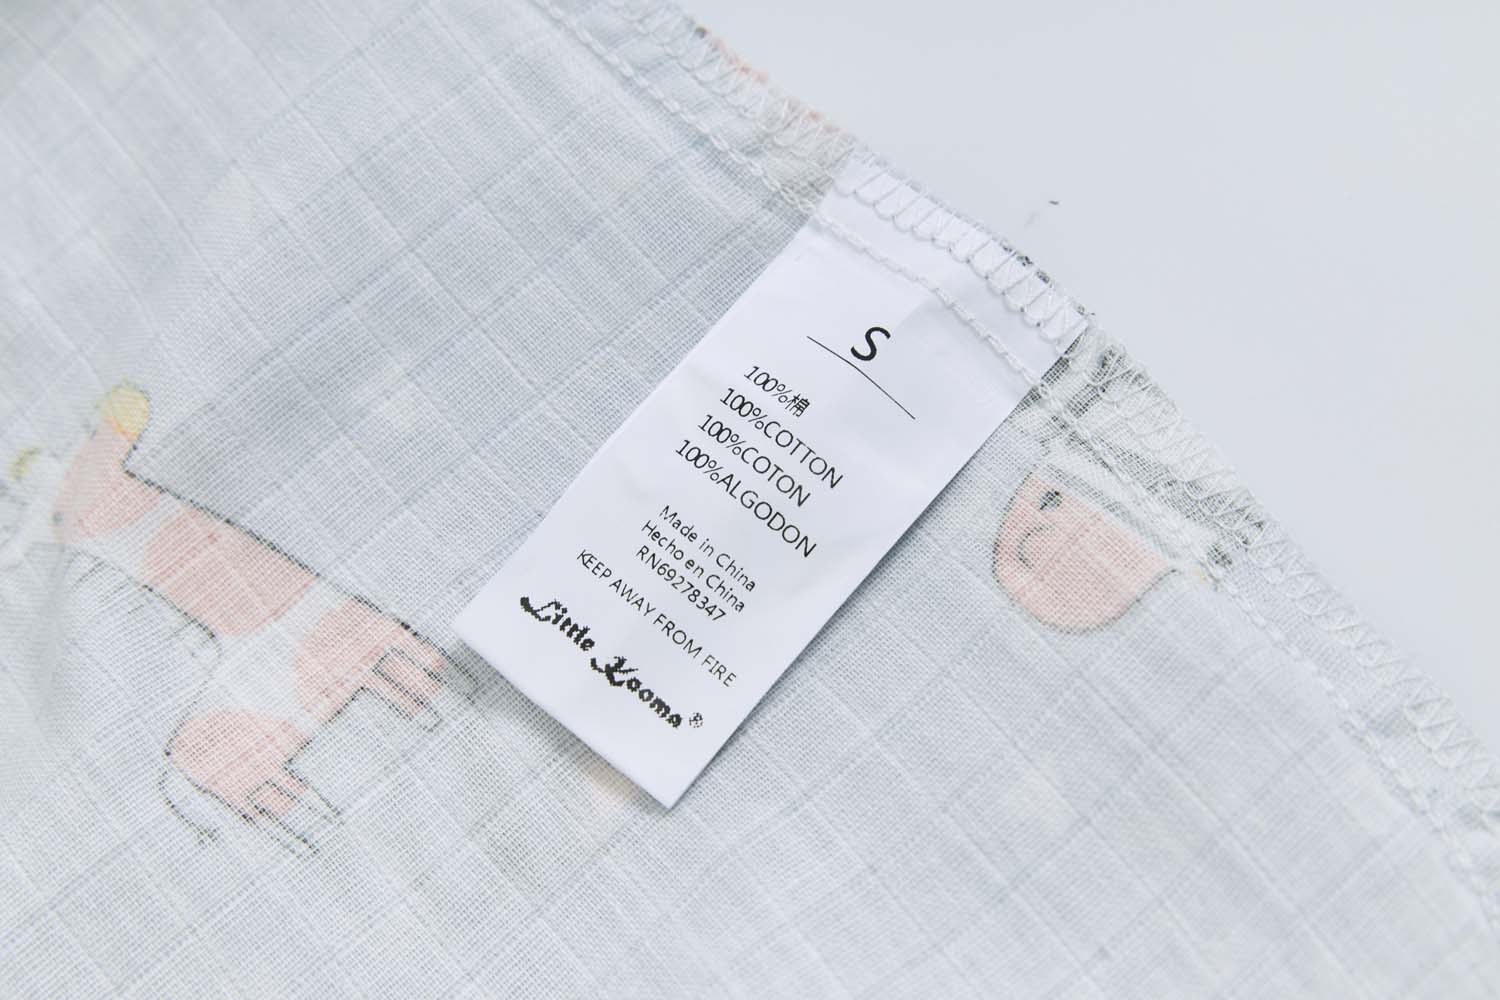 S
100%棉
100%COTTON
100%COTON
100%ALGODON
Made in China
Hecho en China
RN69278347
KEEP AWAY FROM FIRE
Little Kooma®